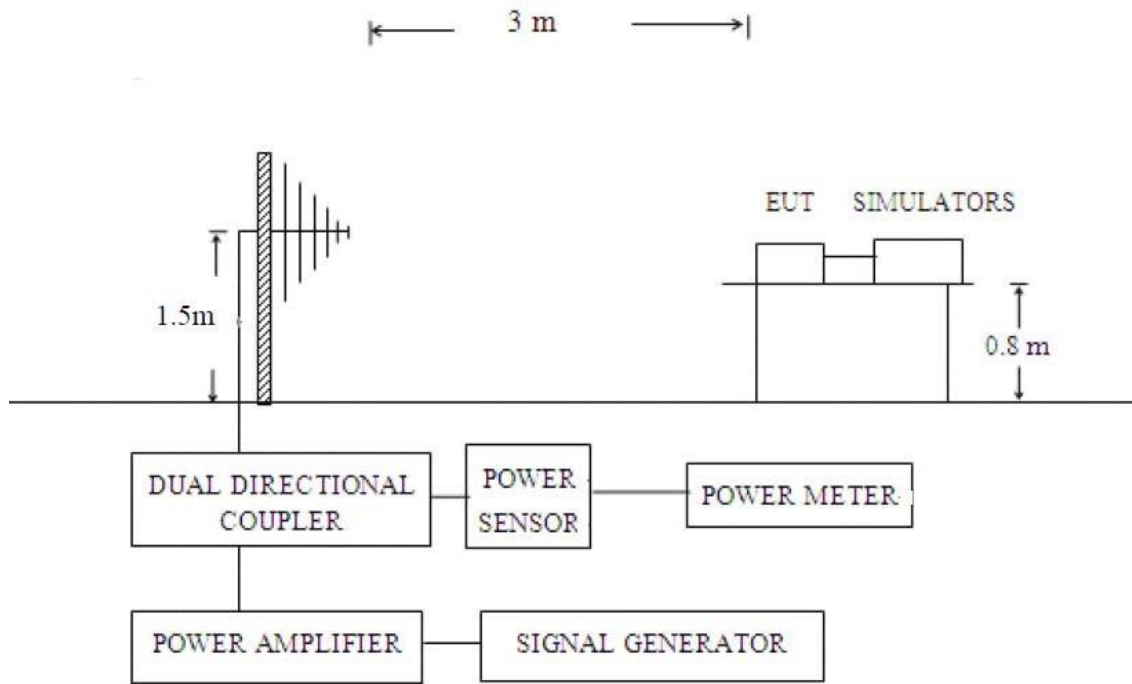 3 m
EUT SIMULATORS
1.5m
0.8 m
DUAL DIRECTIONAL
COUPLER
POWER
SENSOR
POWER METER
POWER AMPLIFIER
SIGNAL GENERATOR